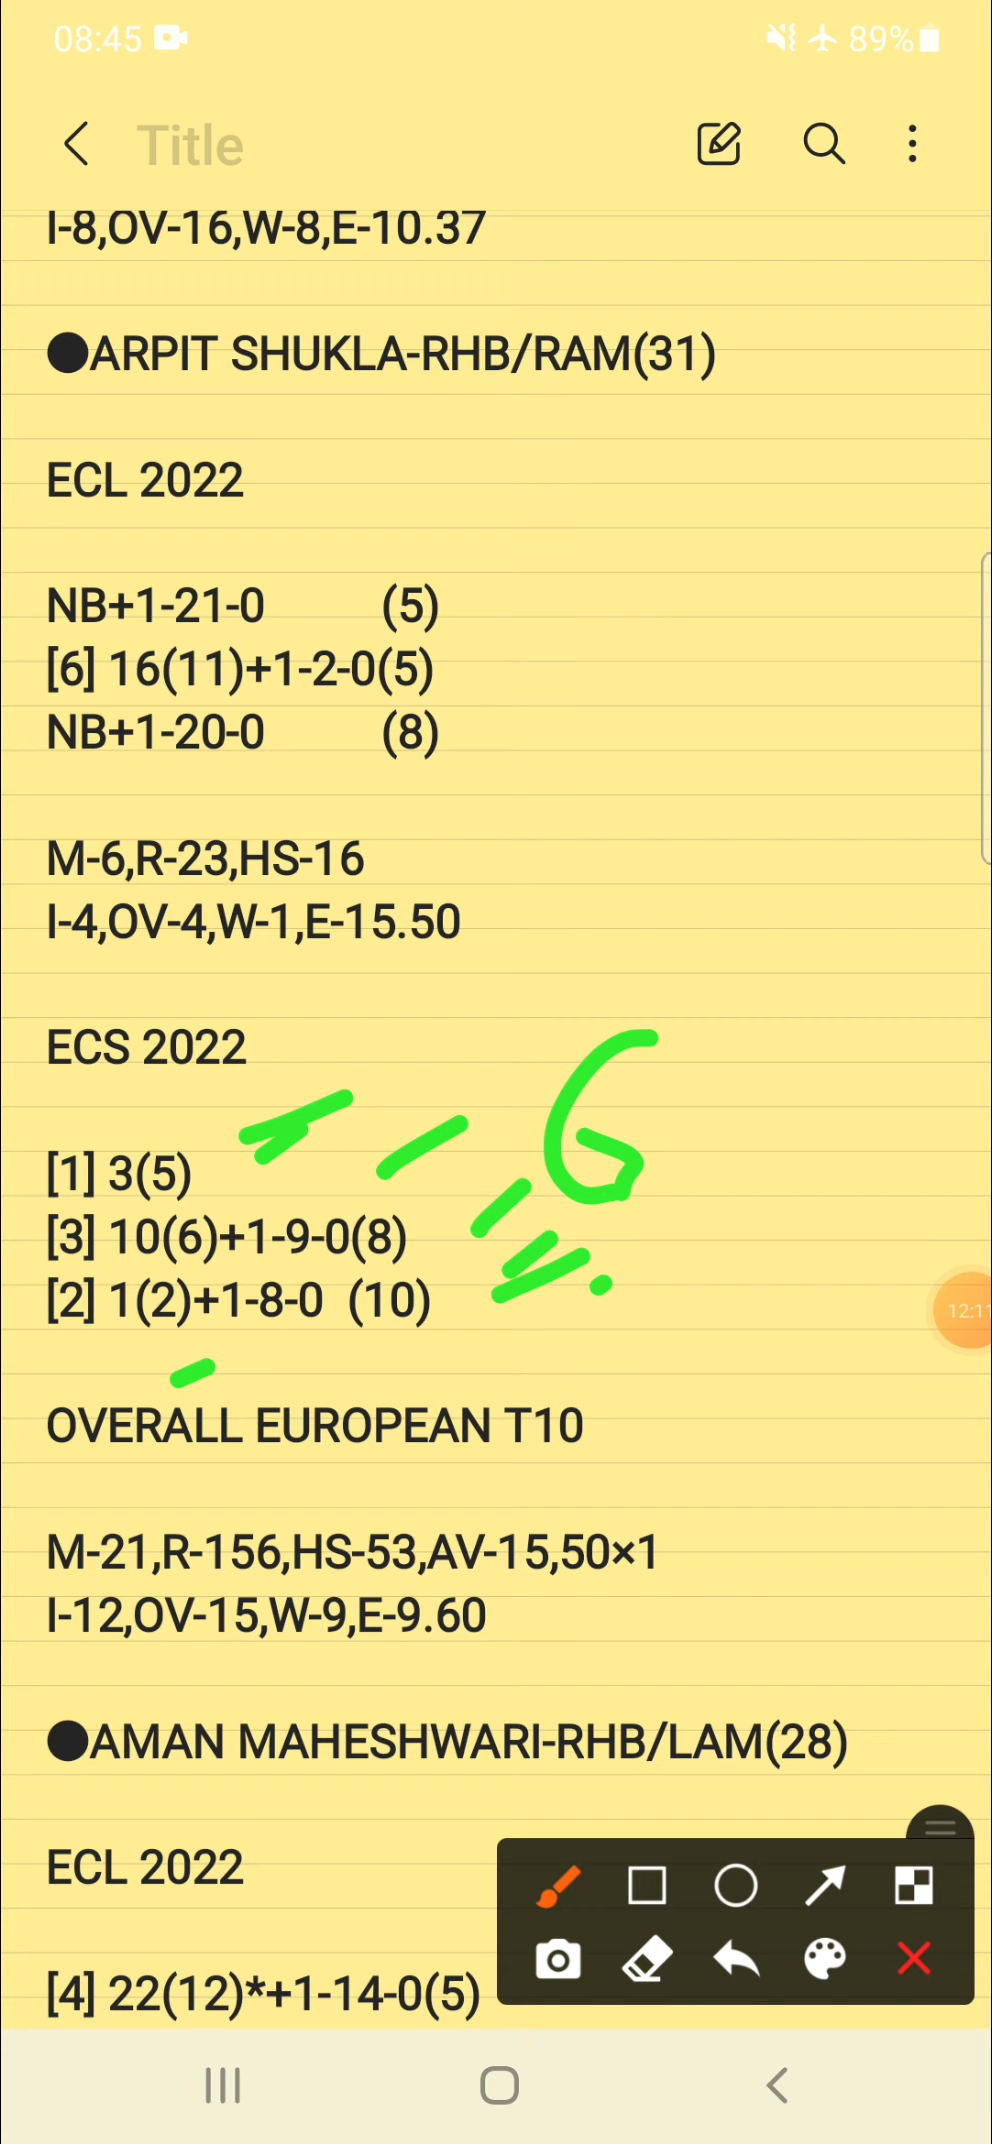 08:45 89%
Title
I-8,OV-16,W-8,E-10.37
●ARPIT SHUKLA-RHB/RAM(31)
ECL 2022
NB+1-21-0 (5)
[6] 16(11)+1-2-0(5)
NB+1-20-0 (8)
M-6,R-23,HS-16
I-4,OV-4,W-1,E-15.50
ECS 2022
[1] 3(5)
[3] 10(6)+1-9-0(8)
[2] 1(2)+1-8-0 (10)
12:11
OVERALL EUROPEAN T10
M-21,R-156,HS-53,AV-15,50×1
I-12,OV-15,W-9,E-9.60
●AMAN MAHESHWARI-RHB/LAM(28)
ECL 2022
[4] 22(12)*+1-14-0(5)